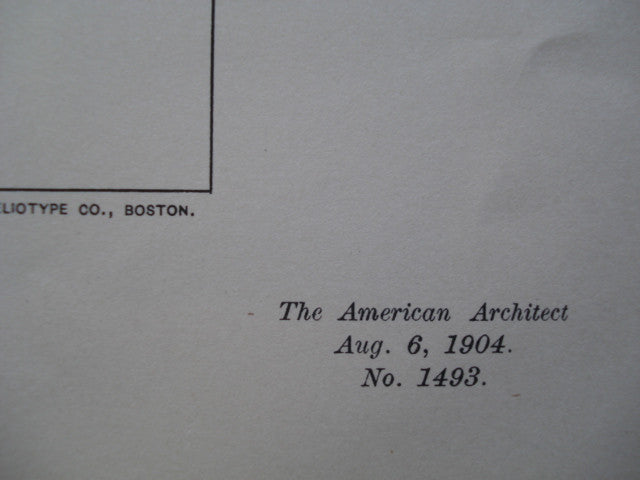 LIOTYPE CO., BOSTON.
The American Architect
Aug. 6, 1904.
No. 1493.